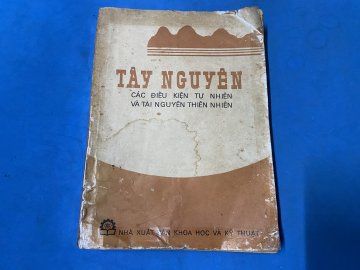 TÂY NGUYÊN
CÁC ĐIỀU KIỆN TỰ NHIÊN
VÀ TÀI NGUYÊN THIÊN NHIÊN
NHÀ XUẤT BẢN KHOA HỌC VÀ KỸ THUẬT